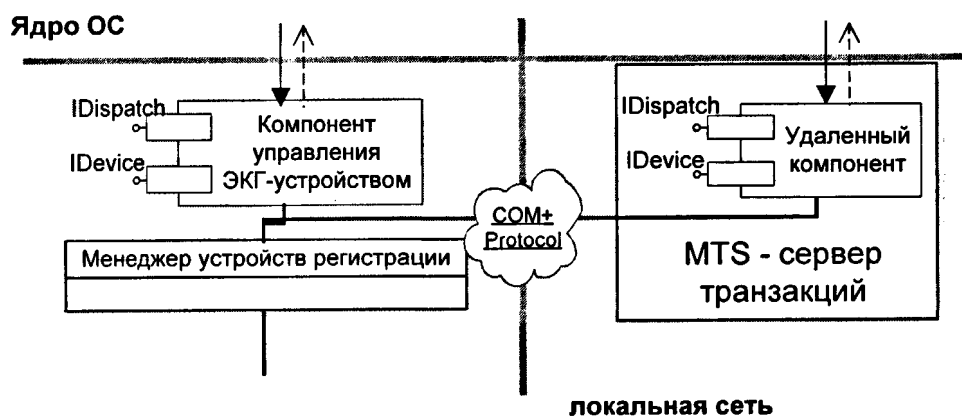 Ядро ОС
IDispatch
IDevice
Компонент
управления
ЭКГ-устройством
IDispatch
IDevice
Удаленный
компонент
COM+
Protocol
Менеджер устройств регистрации
MTS - сервер
транзакций
локальная сеть